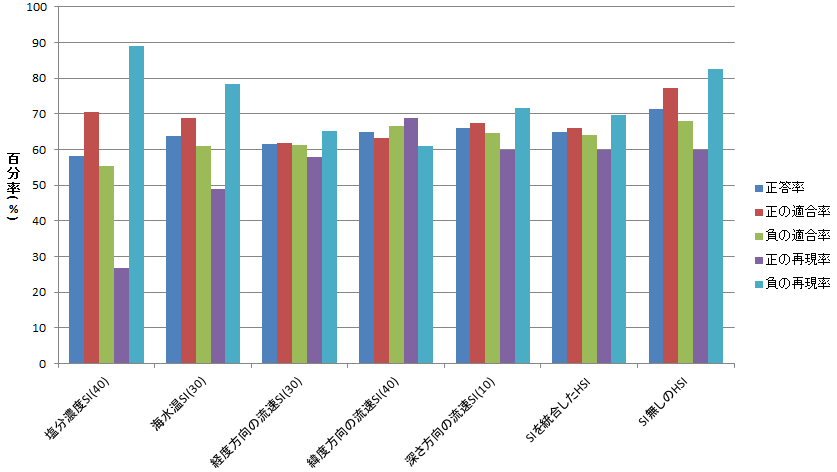 100
90
80
70
60
50
40
30
20
10
0
百分率(%)
塩分濃度SI(40)
海水温SI(30)
経度方向の流速SI(30)
緯度方向の流速SI(40)
深さ方向の流速SI(10)
SIを統合したHSI
SI無しのHSI
正答率
正の適合率
負の適合率
正の再現率
負の再現率